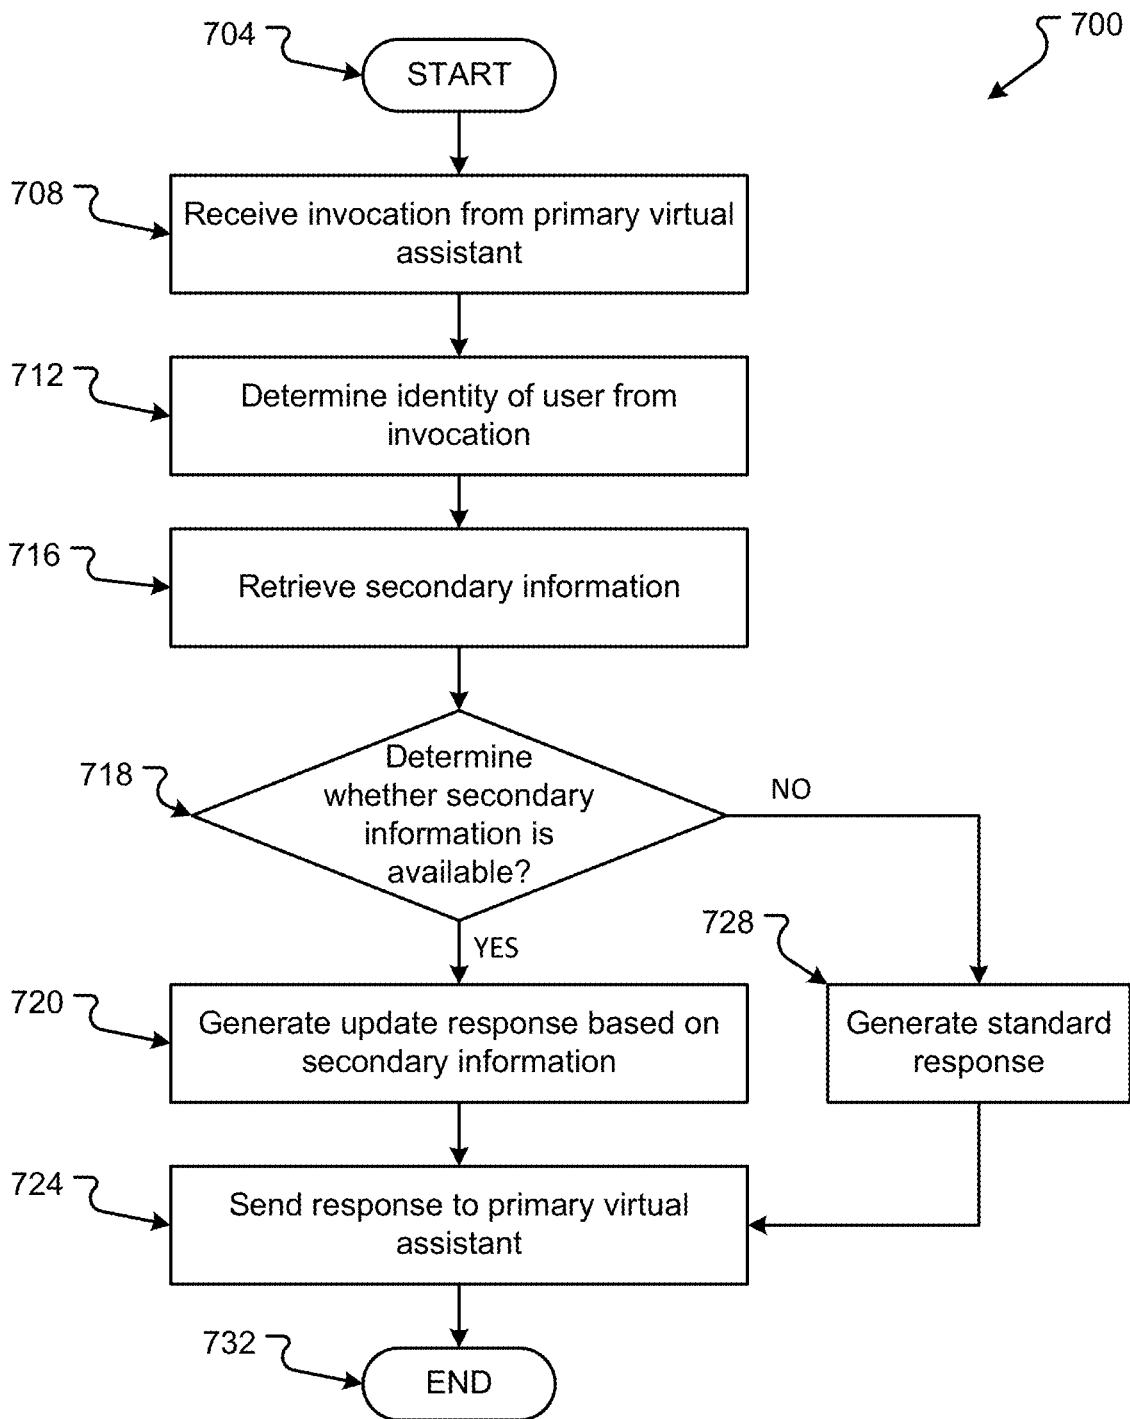 704
START
700
708
Receive invocation from primary virtual
assistant
712
Determine identity of user from
invocation
716
Retrieve secondary information
718
Determine
whether secondary
information is
available?
NO
YES
728
720
Generate update response based on
secondary information
Generate standard
response
724
Send response to primary virtual
assistant
732
END